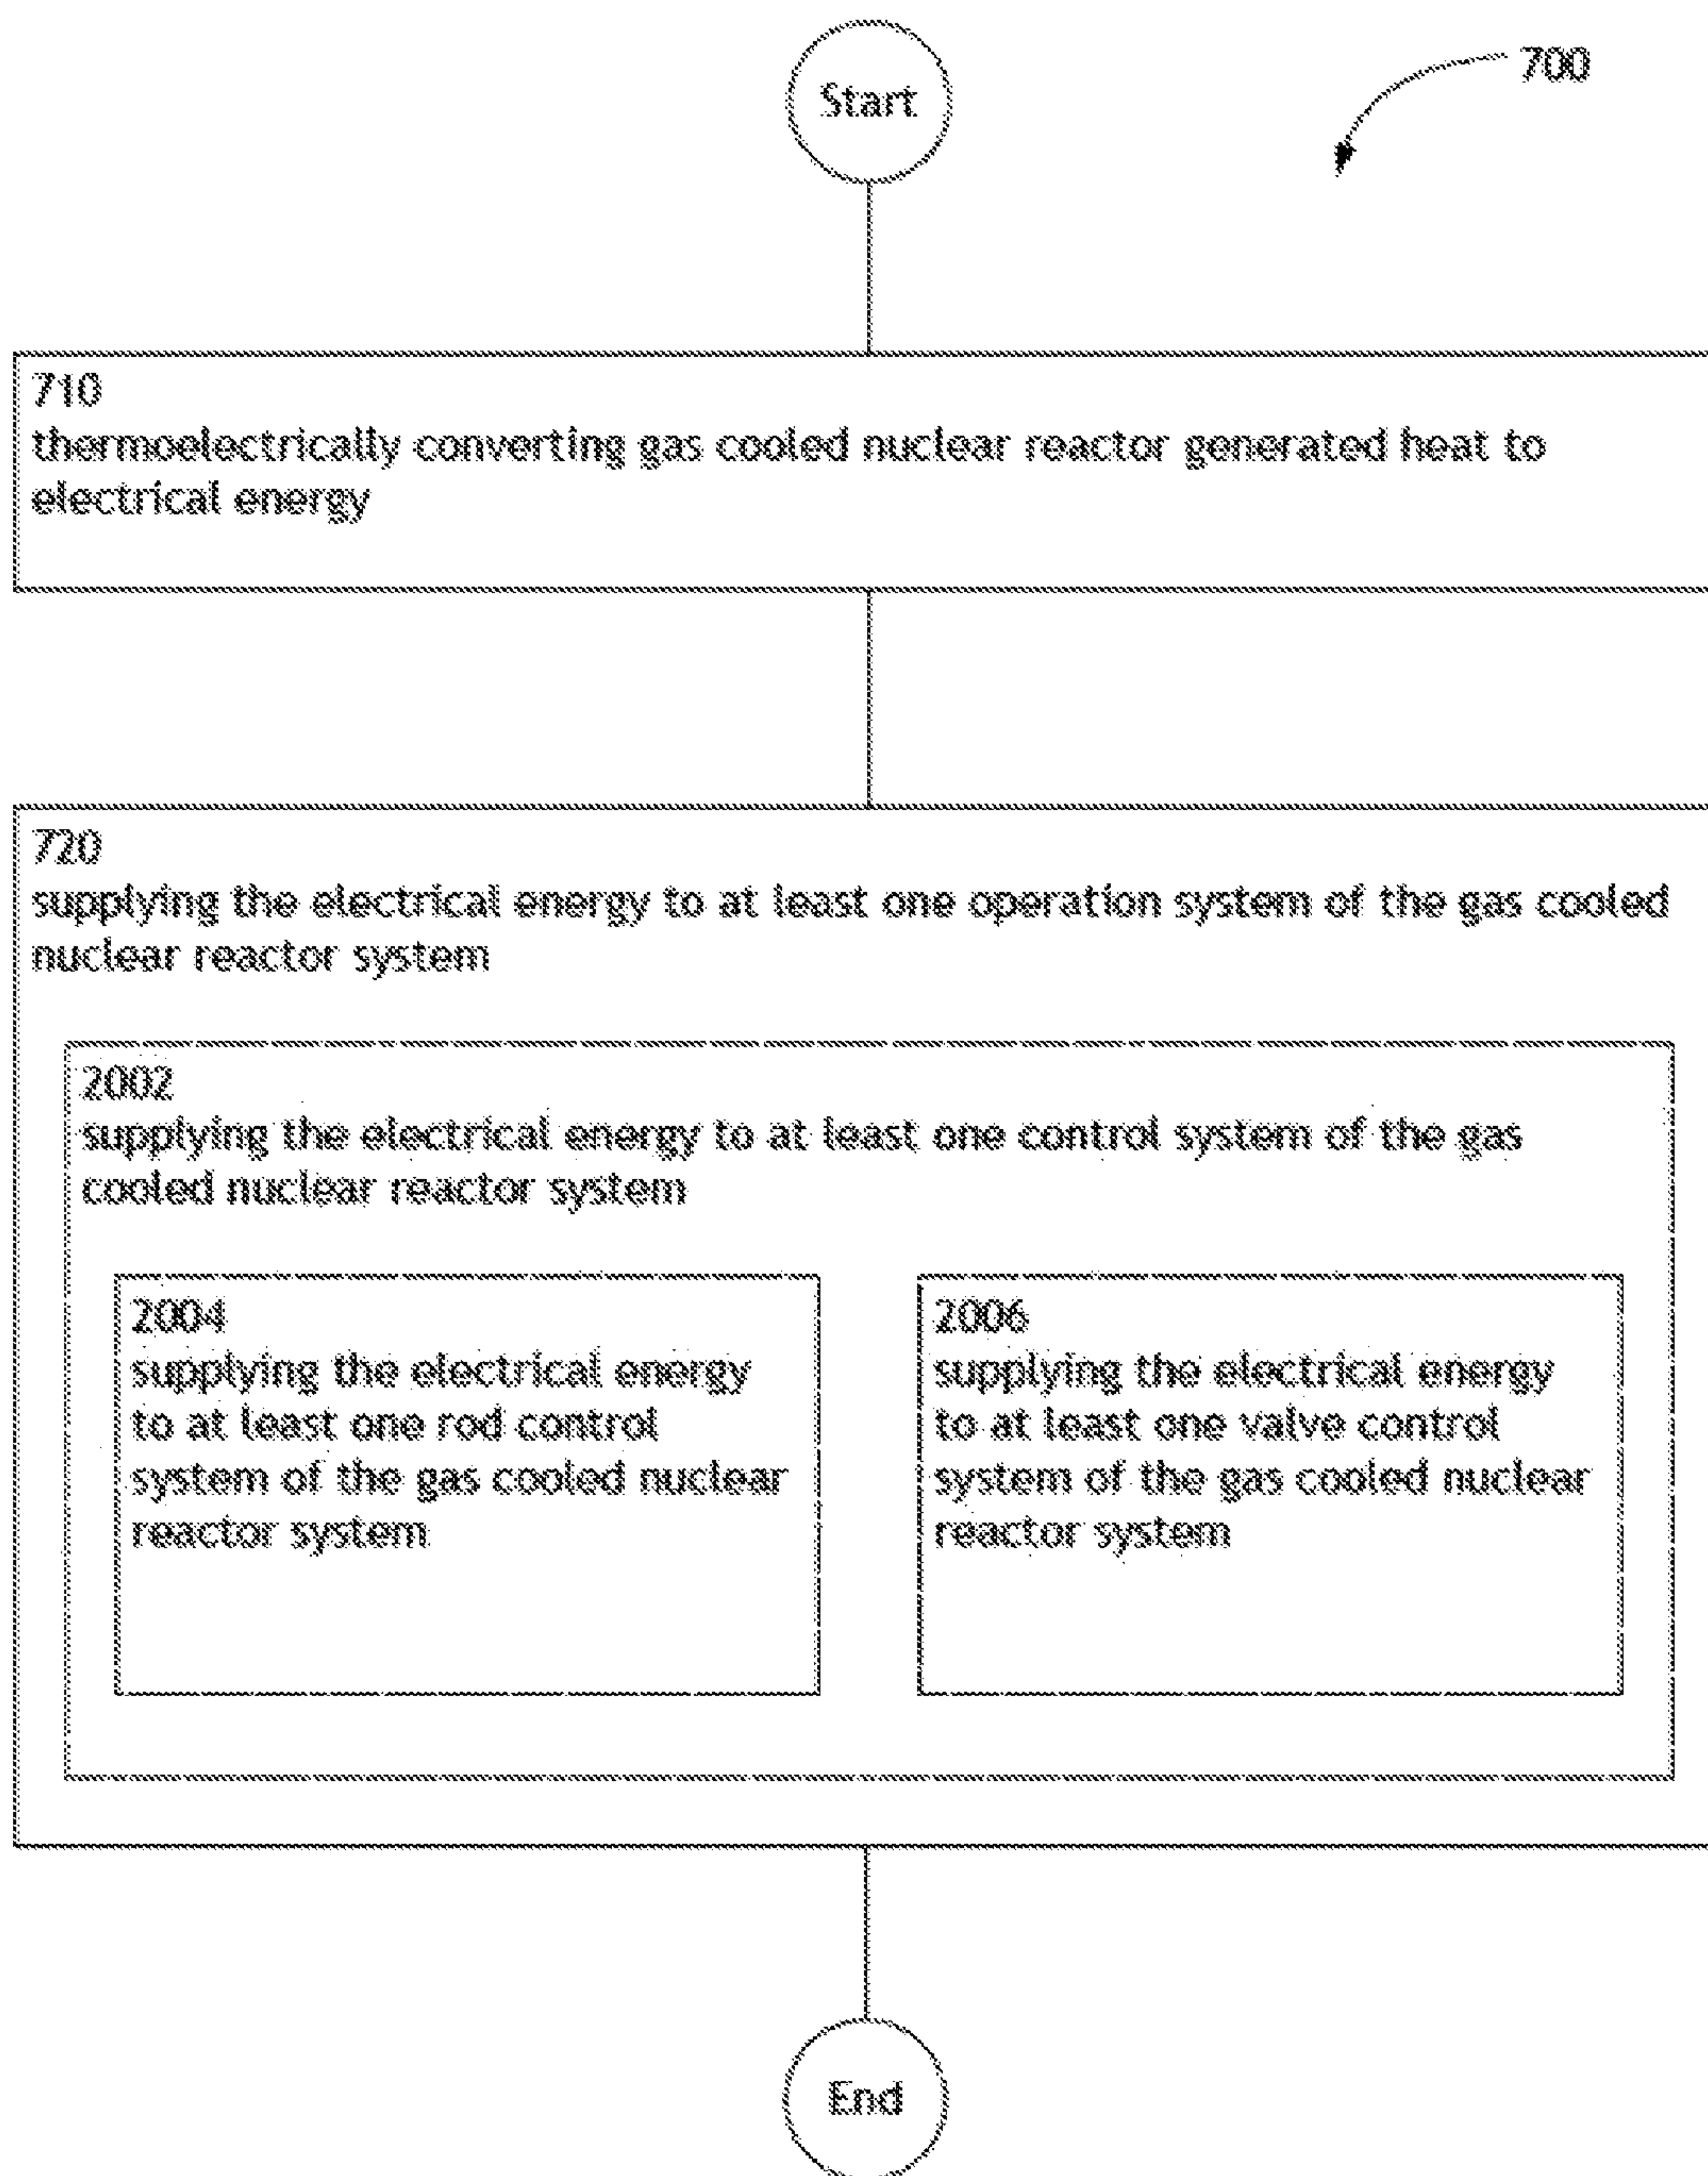 Start
700
710
thermoelectrically converting gas cooled nuclear reactor generated heat to
electrical energy
720
supplying the electrical energy to at least one operation system of the gas cooled
nuclear reactor system
2002
supplying the electrical energy to at least one control system of the gas
cooled nuclear reactor system
2004
supplying the electrical energy
to at least one rod control
system of the gas cooled nuclear
reactor system
2006
supplying the electrical energy
to at least one valve control
system of the gas cooled nuclear
reactor system
End